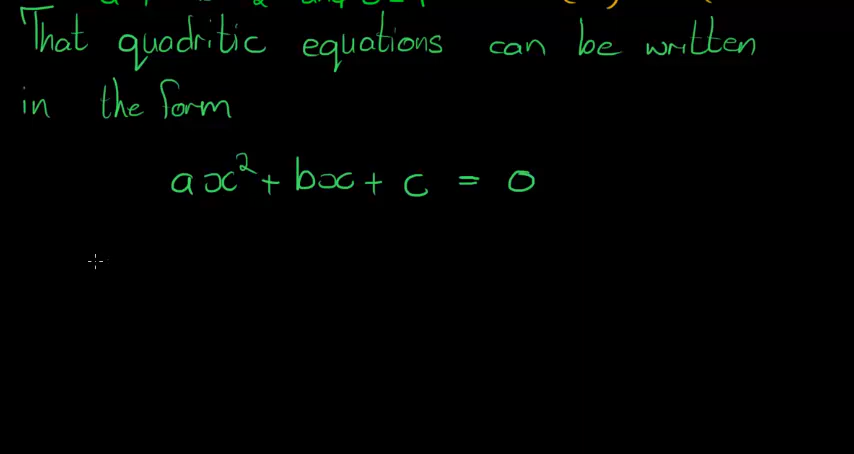 That quadritic equations can be written
in the form
ax² + bx + c = 0